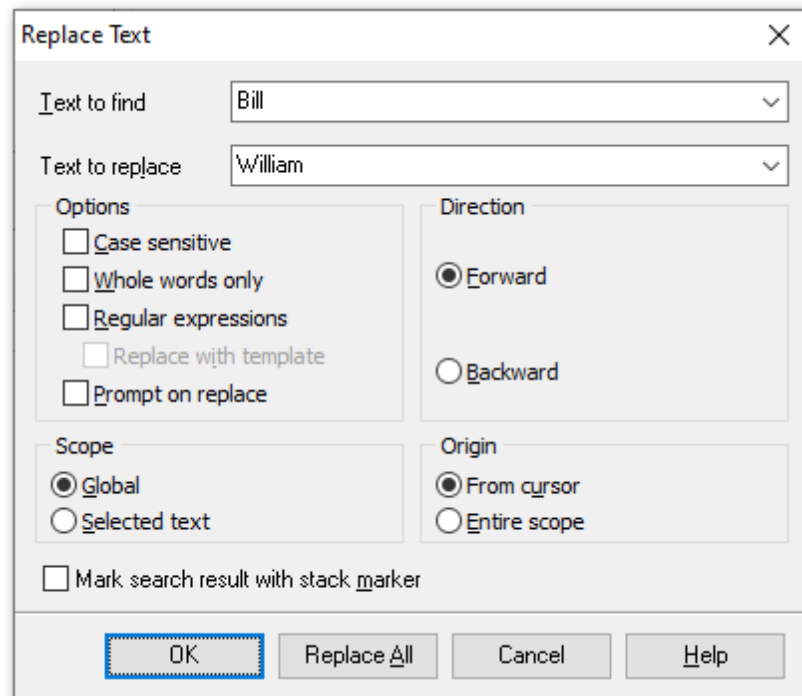 Replace Text
Text to find
Bill
Text to replace
William
Options
Case sensitive
Whole words only
Regular expressions
Replace with template
Prompt on replace
Direction
Forward
Backward
Scope
Global
Selected text
Origin
From cursor
Entire scope
Mark search result with stack marker
OK
Replace All
Cancel
Help